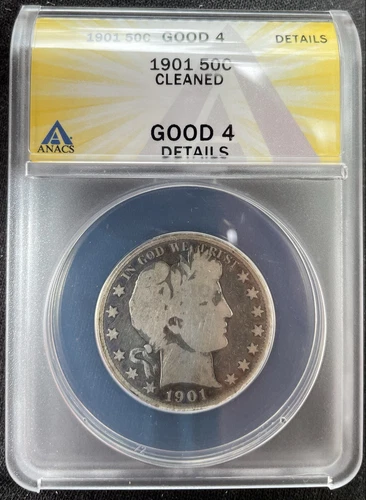 1901 50C GOOD 4 DETAILS
1901 50C
CLEANED
GOOD 4
DETAILS
ANACS
IN GOD WE TRUST
1901